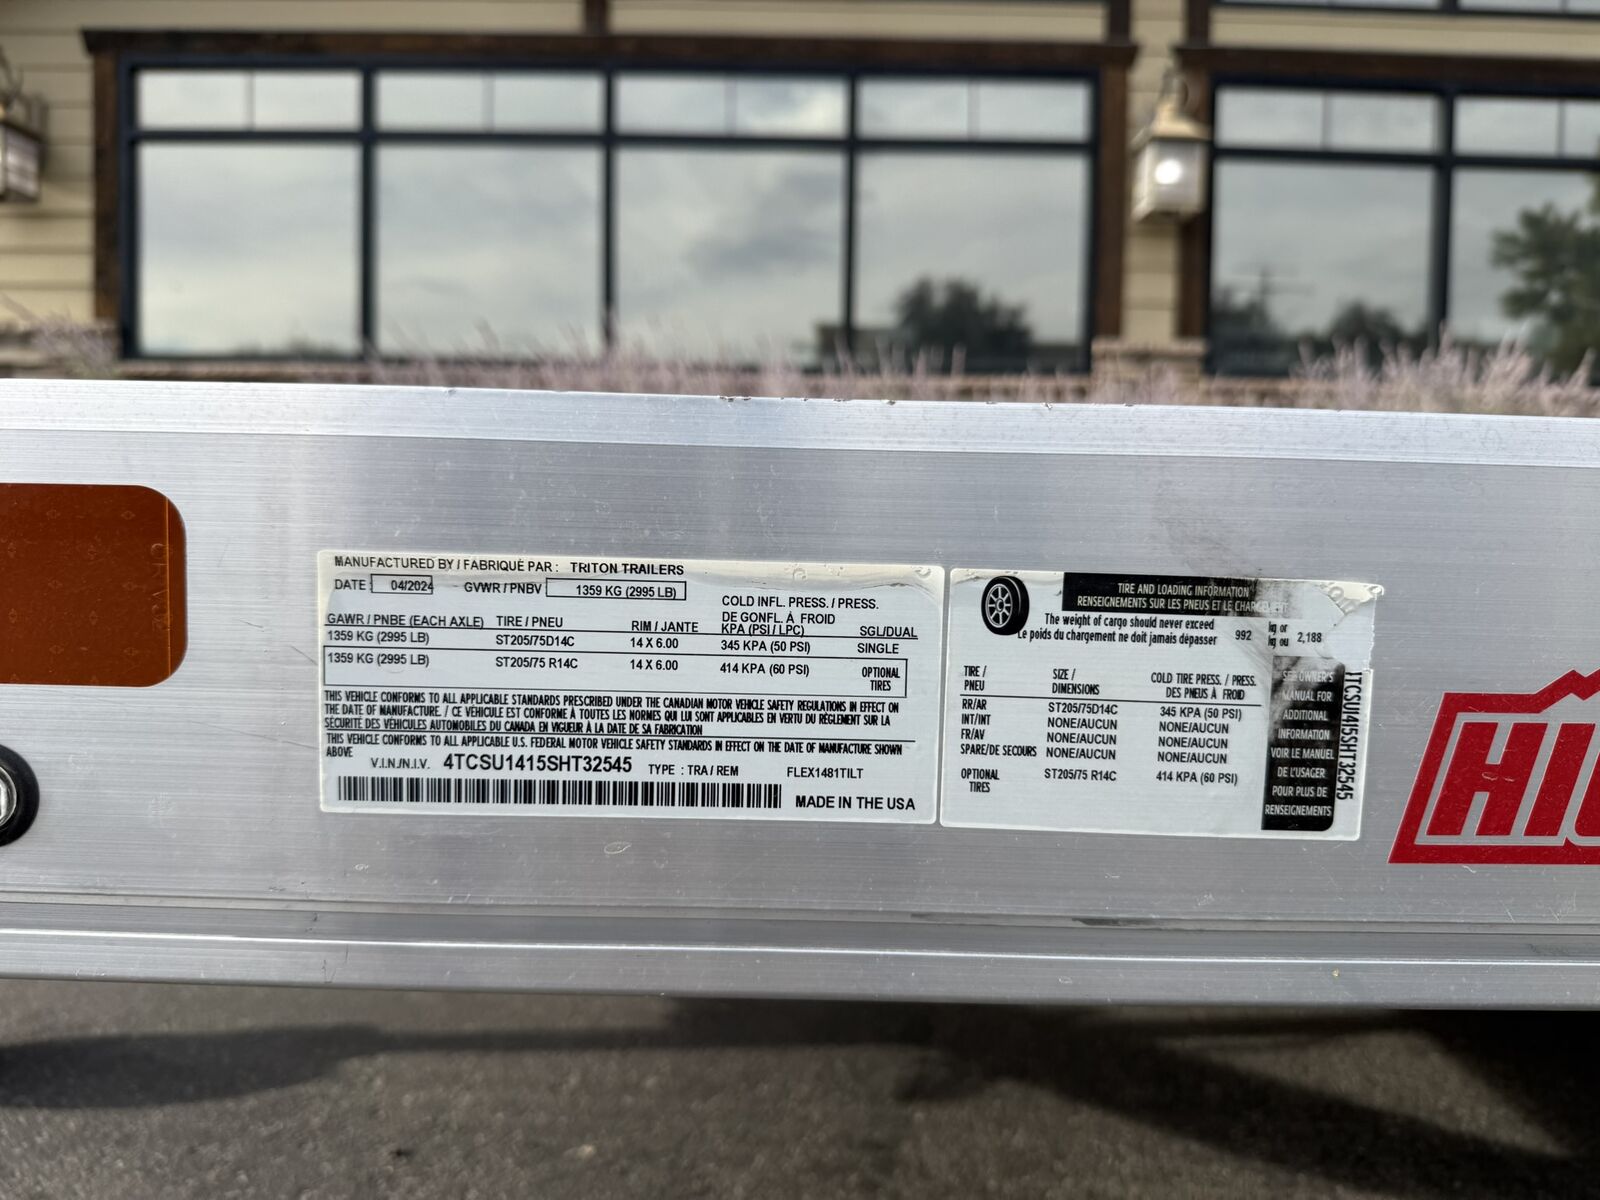 MANUFACTURED BY / FABRIQUÉ PAR : TRITON TRAILERS
DATE : 04/2024 GVWR / PNBV 1359 KG (2995 LB)
COLD INFL. PRESS. / PRESS.
DE GONFL. À FROID
GAWR / PNBE (EACH AXLE) TIRE / PNEU RIM / JANTE KPA (PSI / LPC) SGL/DUAL
1359 KG (2995 LB) ST205/75D14C 14 X 6.00 345 KPA (50 PSI) SINGLE
1359 KG (2995 LB) ST205/75 R14C 14 X 6.00 414 KPA (60 PSI) OPTIONAL
TIRES
THIS VEHICLE CONFORMS TO ALL APPLICABLE STANDARDS PRESCRIBED UNDER THE CANADIAN MOTOR VEHICLE SAFETY REGULATIONS IN EFFECT ON
THE DATE OF MANUFACTURE. / CE VÉHICULE EST CONFORME À TOUTES LES NORMES QUI LUI SONT APPLICABLES EN VERTU DU RÈGLEMENT SUR LA
SÉCURITÉ DES VÉHICULES AUTOMOBILES DU CANADA EN VIGUEUR À LA DATE DE SA FABRICATION
THIS VEHICLE CONFORMS TO ALL APPLICABLE U.S. FEDERAL MOTOR VEHICLE SAFETY STANDARDS IN EFFECT ON THE DATE OF MANUFACTURE SHOWN
ABOVE
V.I.N./N.I.V. 4TCSU1415SHT32545 TYPE : TRA / REM FLEX1481TILT
MADE IN THE USA
TIRE AND LOADING INFORMATION
RENSEIGNEMENTS SUR LES PNEUS ET LE CHARGEMENT
The weight of cargo should never exceed 992 kg or 2,188
Le poids du chargement ne doit jamais dépasser kg ou
TIRE / SIZE / COLD TIRE PRESS. / PRESS.
PNEU DIMENSIONS DES PNEUS À FROID
RR/AR ST205/75D14C 345 KPA (50 PSI)
INT/INT NONE/AUCUN NONE/AUCUN
FR/AV NONE/AUCUN NONE/AUCUN
SPARE/DE SECOURS NONE/AUCUN NONE/AUCUN
OPTIONAL ST205/75 R14C 414 KPA (60 PSI)
TIRES
SEE OWNER'S
MANUAL FOR
ADDITIONAL
INFORMATION
VOIR LE MANUEL
DE L'USAGER
POUR PLUS DE
RENSEIGNEMENTS
TCSU1415SHT32545
HI